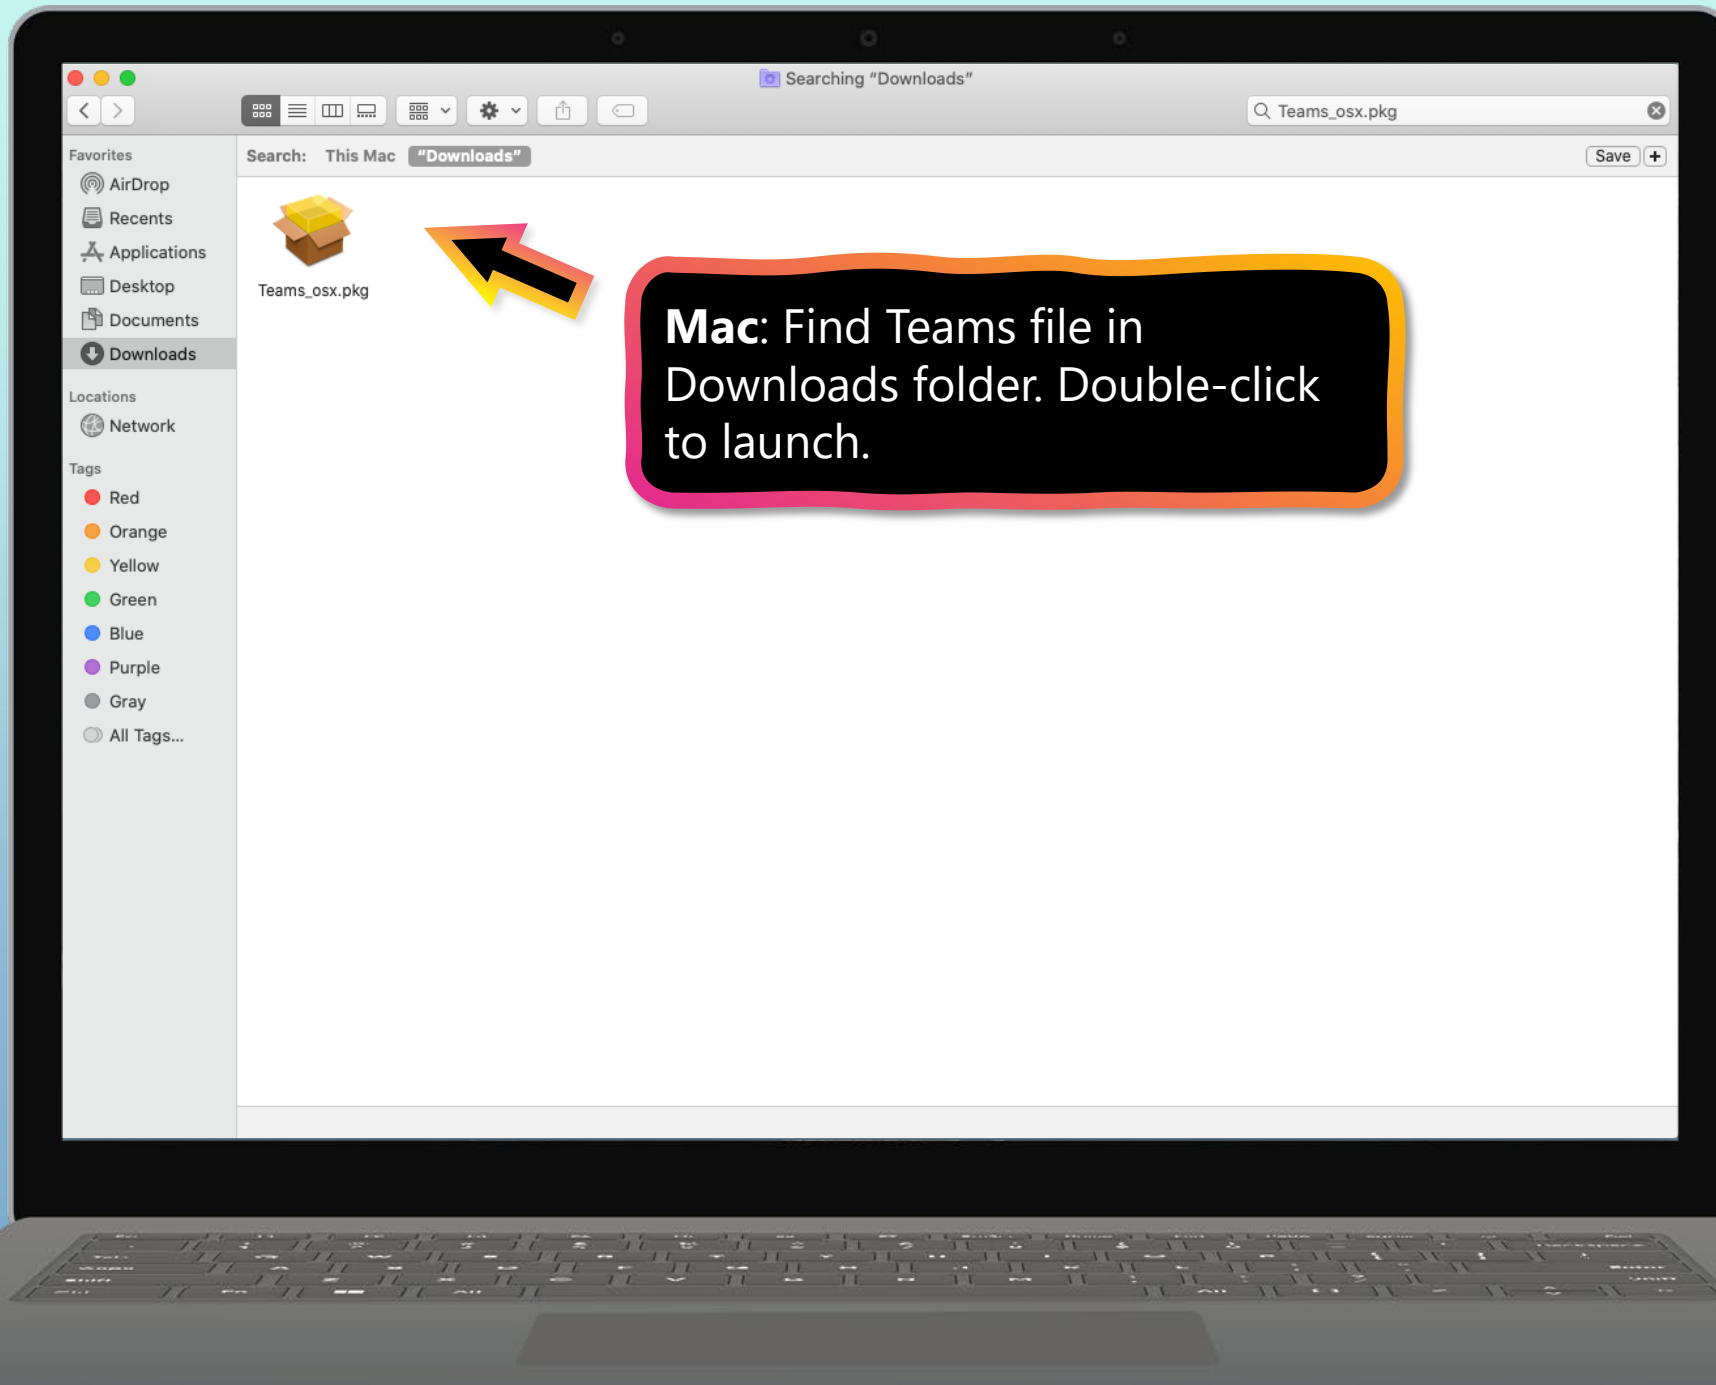 Searching “Downloads”
Teams_osx.pkg
Favorites
AirDrop
Recents
Applications
Desktop
Documents
Downloads
Locations
Network
Tags
Red
Orange
Yellow
Green
Blue
Purple
Gray
All Tags...
Search: This Mac “Downloads”
Save +
Teams_osx.pkg
Mac: Find Teams file in
Downloads folder. Double-click
to launch.